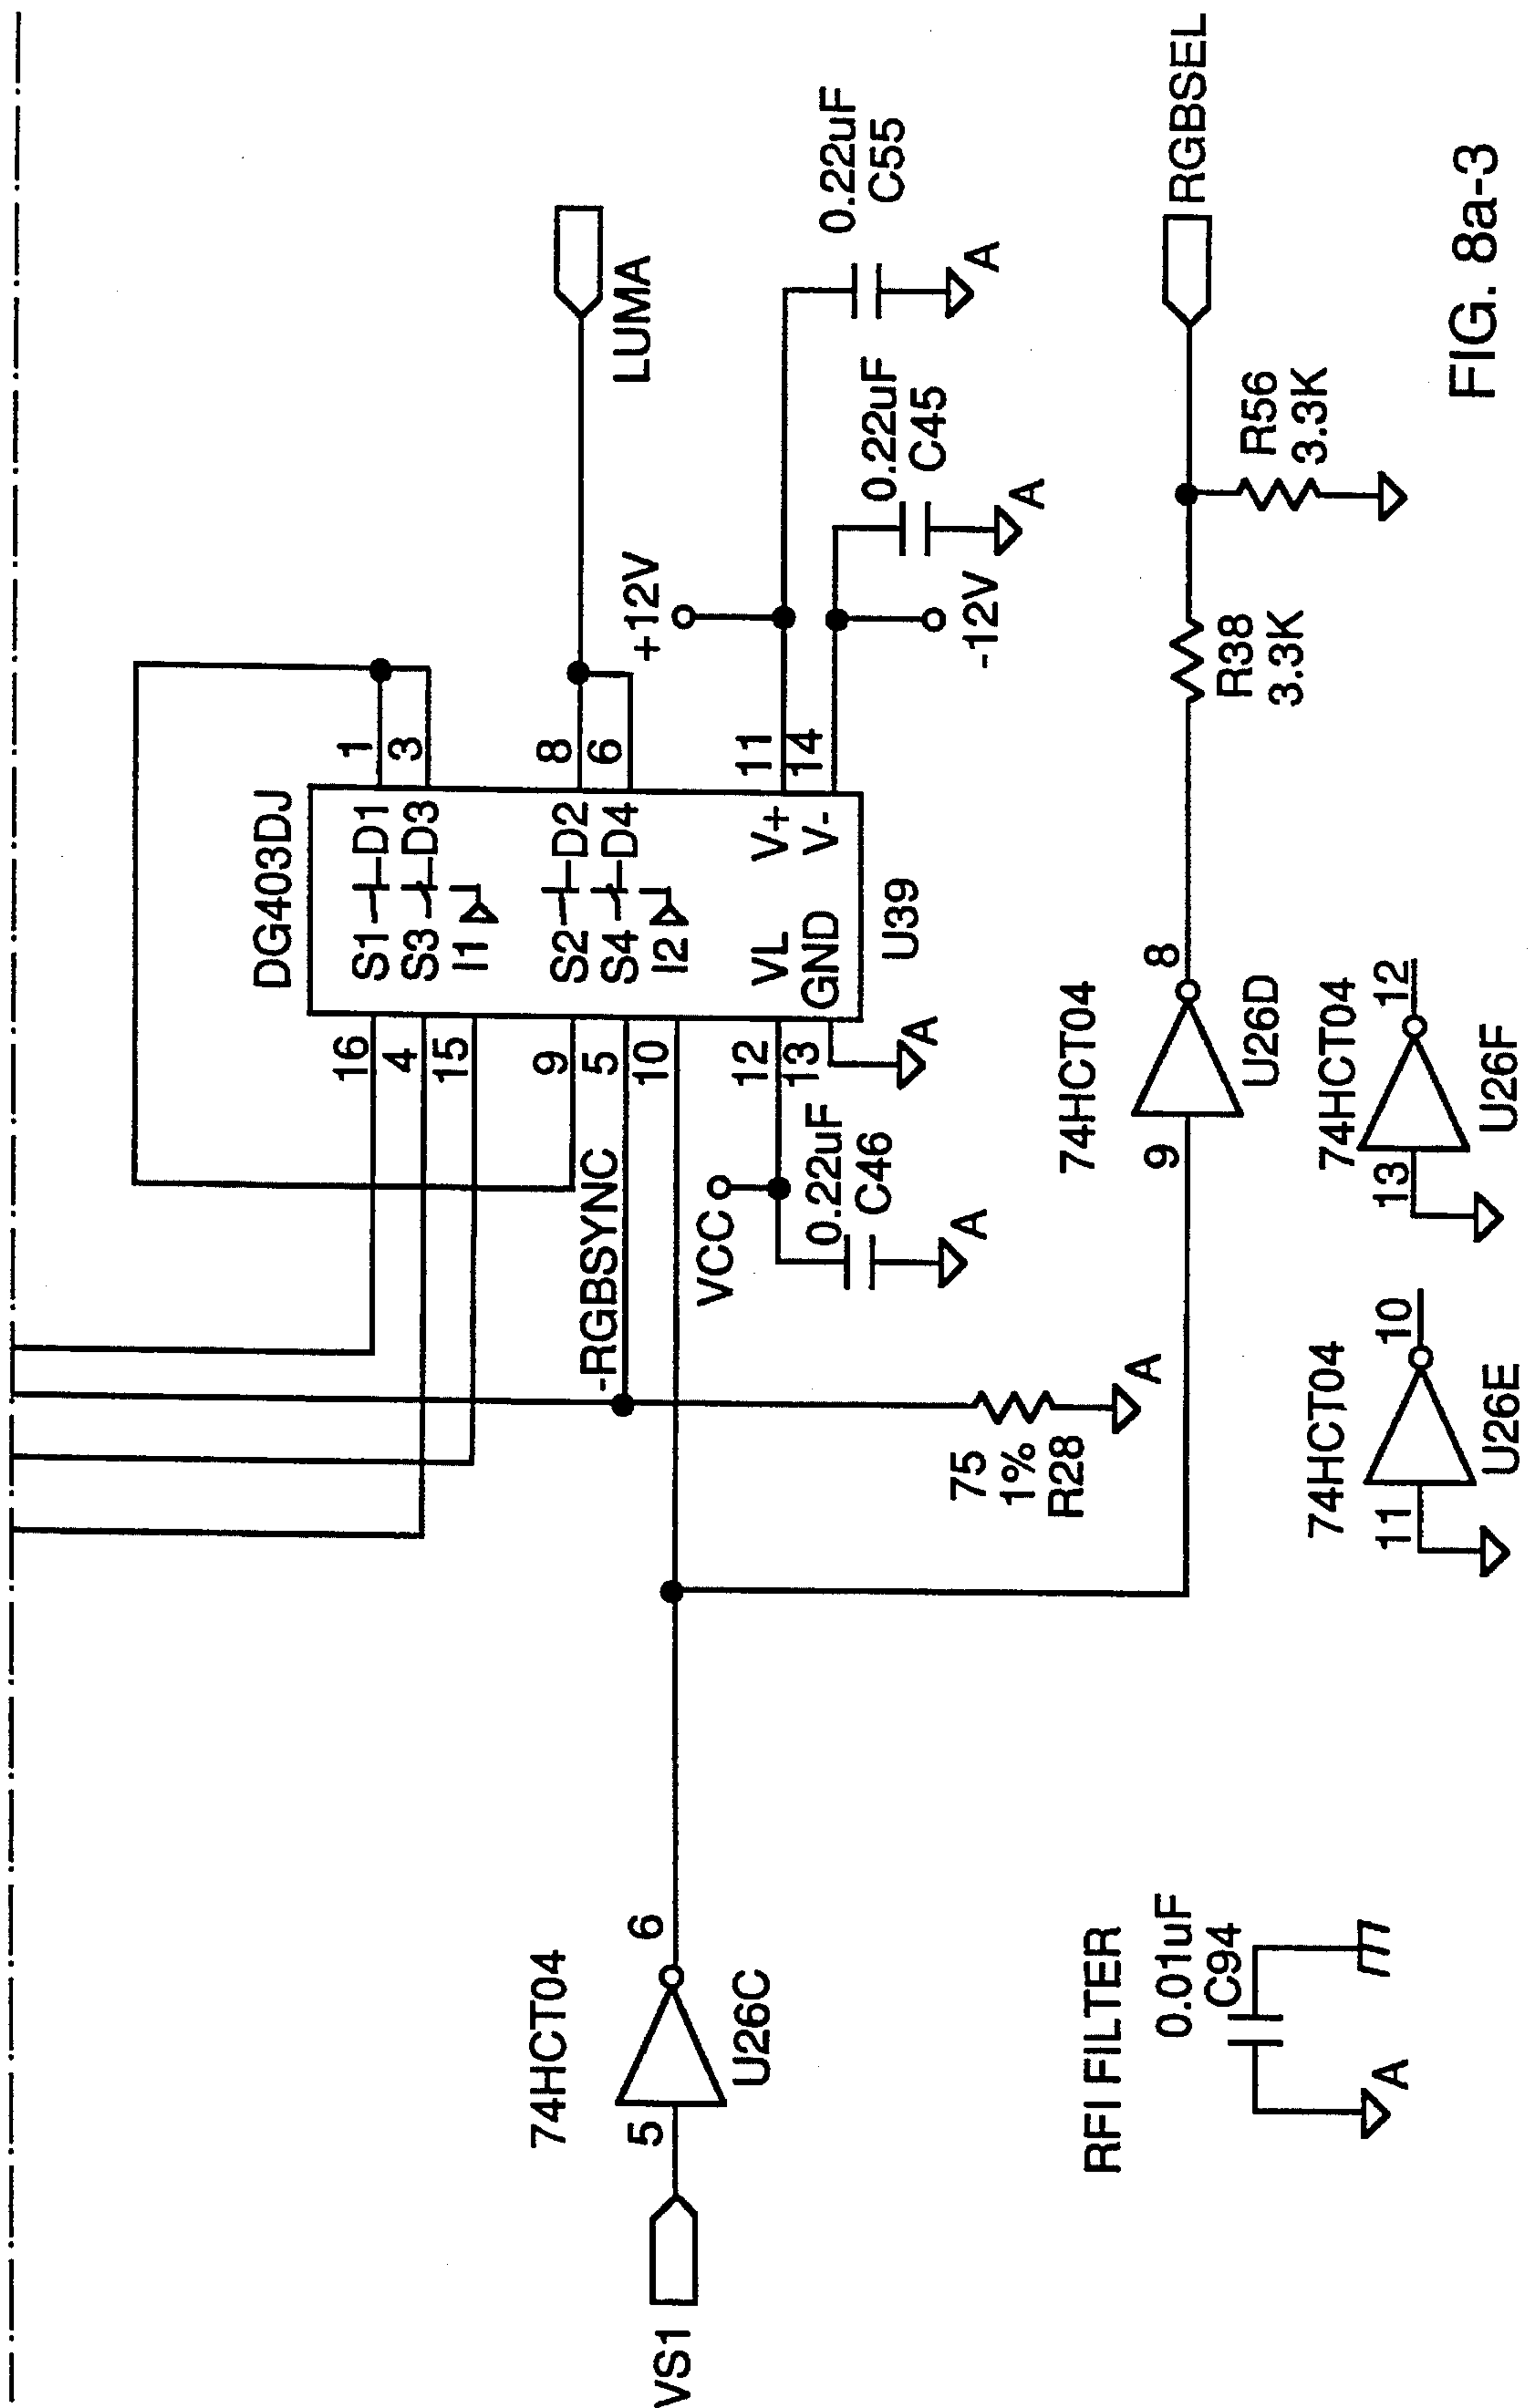 DG403DJ
16
4
15
9
5
10
12
13
S1
D1
S3
D3
I1
S2
D2
S4
D4
I2
VL
V+
GND
V-
1
3
8
6
11
14
U39
LUMA
-RGBSYNC
VCC
0.22uF
C46
A
A
+12V
-12V
0.22uF
C45
A
0.22uF
C55
A
VS1
74HCT04
5
6
U26C
75
1%
R28
A
74HCT04
9
8
U26D
R38
3.3K
R56
3.3K
RGBSEL
RFI FILTER
0.01uF
C94
A
74HCT04
11
10
U26E
74HCT04
13
12
U26F
FIG. 8a-3